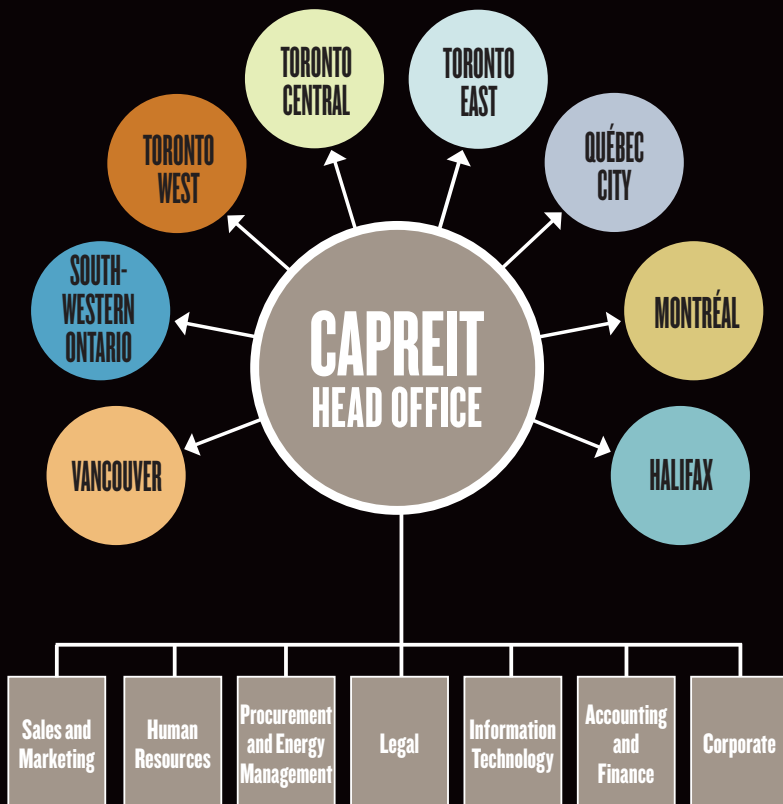 TORONTO
CENTRAL
TORONTO
EAST
TORONTO
WEST
QUÉBEC
CITY
SOUTH-
WESTERN
ONTARIO
MONTRÉAL
CAPREIT
HEAD OFFICE
VANCOUVER
HALIFAX
Sales and
Marketing
Human
Resources
Procurement
and Energy
Management
Legal
Information
Technology
Accounting
and
Finance
Corporate